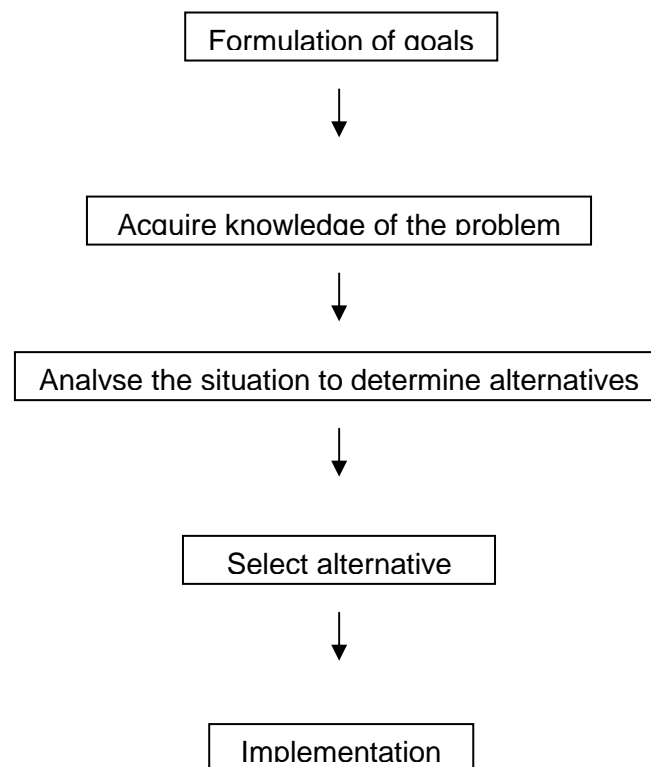 Formulation of goals
Acquire knowledge of the problem
Analyse the situation to determine alternatives
Select alternative
Implementation